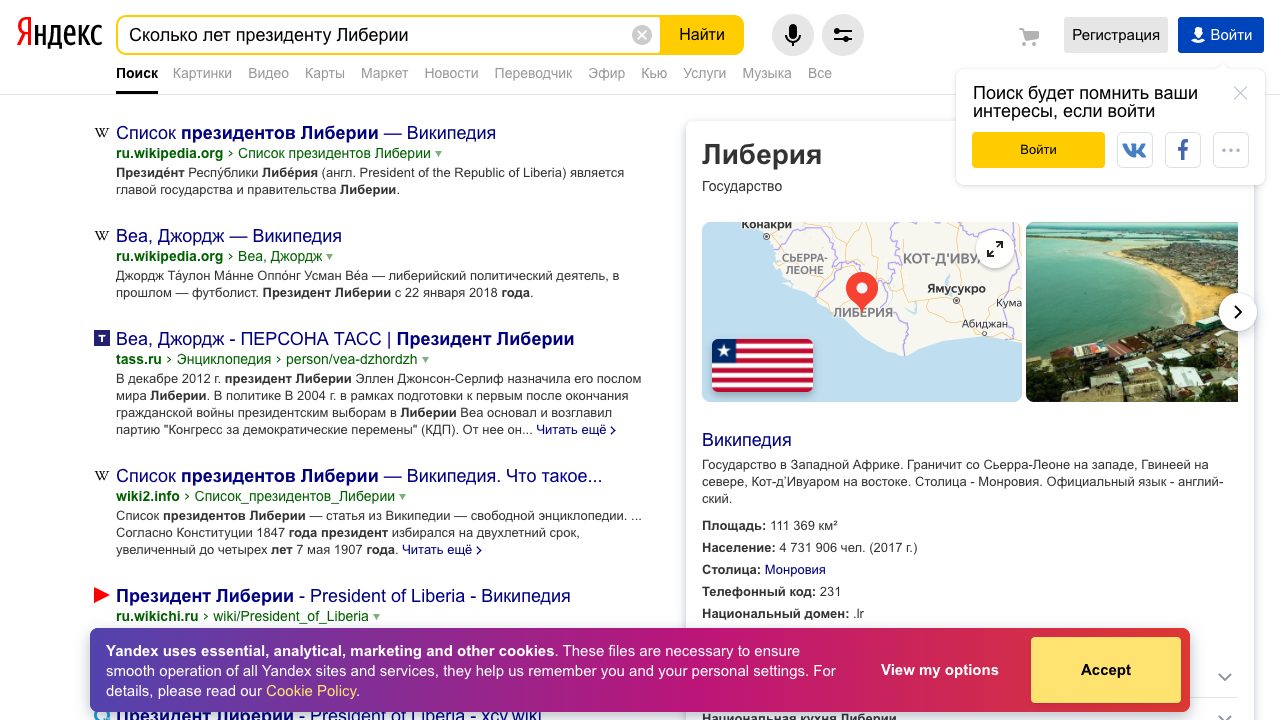 Яндекс
Сколько лет президенту Либерии
Найти
Регистрация
Войти
Поиск
Картинки
Видео
Карты
Маркет
Новости
Переводчик
Эфир
Кью
Услуги
Музыка
Все
Поиск будет помнить ваши
интересы, если войти
Войти
Список президентов Либерии — Википедия
ru.wikipedia.org › Список президентов Либерии
Президе́нт Респу́блики Либе́рия (англ. President of the Republic of Liberia) является
главой государства и правительства Либерии.
Веа, Джордж — Википедия
ru.wikipedia.org › Веа, Джордж
Джордж Та́улон Ма́нне Оппо́нг Усман Ве́а — либерийский политический деятель, в
прошлом — футболист. Президент Либерии с 22 января 2018 года.
Веа, Джордж - ПЕРСОНА ТАСС | Президент Либерии
tass.ru › Энциклопедия › person/vea-dzhordzh
В декабре 2012 г. президент Либерии Эллен Джонсон-Серлиф назначила его послом
мира Либерии. В политике В 2004 г. в рамках подготовки к первым после окончания
гражданской войны президентским выборам в Либерии Веа основал и возглавил
партию "Конгресс за демократические перемены" (КДП). От нее он... Читать ещё ›
Список президентов Либерии — Википедия. Что такое...
wiki2.info › Список_президентов_Либерии
Список президентов Либерии — статья из Википедии — свободной энциклопедии. ...
Согласно Конституции 1847 года президент избирался на двухлетний срок,
увеличенный до четырех лет 7 мая 1907 года. Читать ещё ›
Президент Либерии - President of Liberia - Википедия
ru.wikichi.ru › wiki/President_of_Liberia
Президент Либерии - President of Liberia - xcv.wiki
Либерия
Государство
Конакри
СЬЕРРА-
ЛЕОНЕ
КОТ-Д'ИВУ
Ямусукро
Кума
ЛИБЕРИЯ
Абиджан
Википедия
Государство в Западной Африке. Граничит со Сьерра-Леоне на западе, Гвинеей на
севере, Кот-д’Ивуаром на востоке. Столица - Монровия. Официальный язык - англий-
ский.
Площадь: 111 369 км²
Население: 4 731 906 чел. (2017 г.)
Столица: Монровия
Телефонный код: 231
Национальный домен: .lr
Национальная кухня Либерии
Yandex uses essential, analytical, marketing and other cookies. These files are necessary to ensure
smooth operation of all Yandex sites and services, they help us remember you and your personal settings. For
details, please read our Cookie Policy.
View my options
Accept